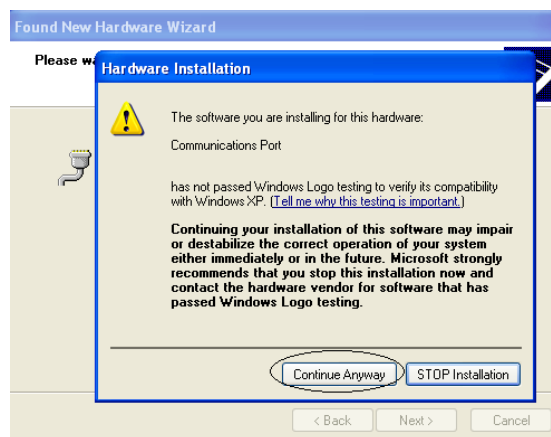 Found New Hardware Wizard
Please wa
Hardware Installation
The software you are installing for this hardware:
Communications Port
has not passed Windows Logo testing to verify its compatibility
with Windows XP. (Tell me why this testing is important.)
Continuing your installation of this software may impair
or destabilize the correct operation of your system
either immediately or in the future. Microsoft strongly
recommends that you stop this installation now and
contact the hardware vendor for software that has
passed Windows Logo testing.
Continue Anyway STOP Installation
< Back Next > Cancel